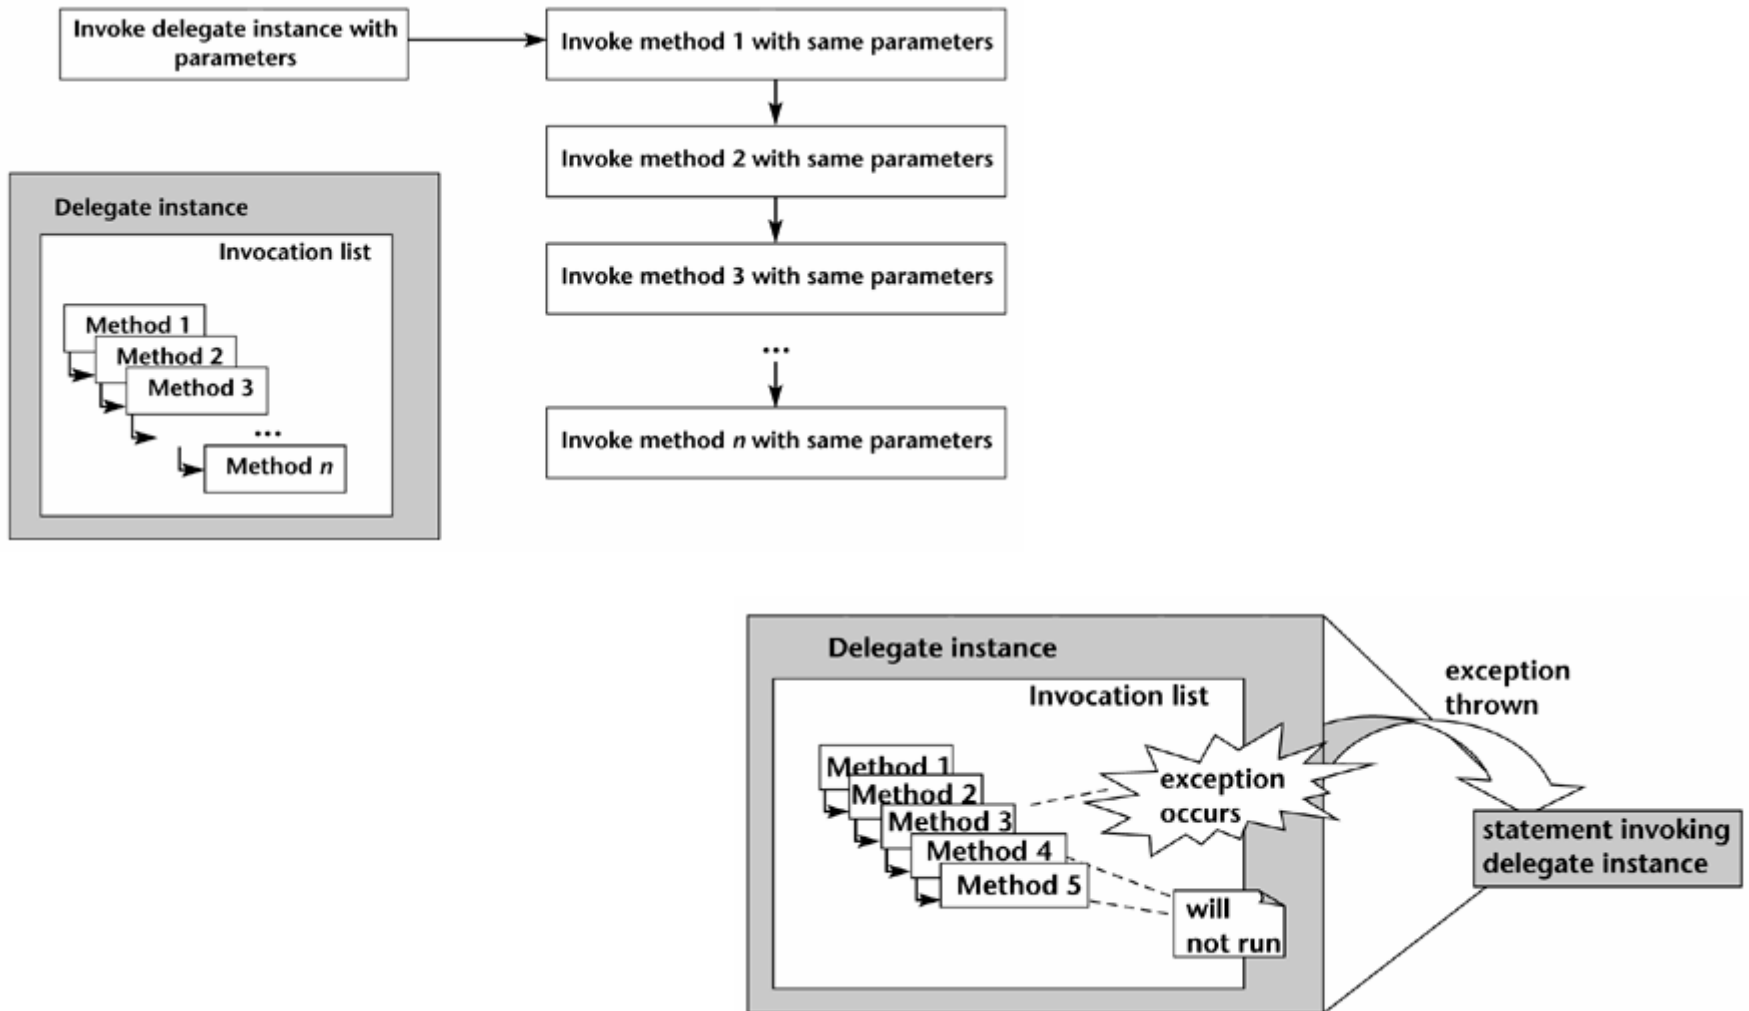 Invoke delegate instance with
parameters
Invoke method 1 with same parameters
Invoke method 2 with same parameters
Invoke method 3 with same parameters
...
Invoke method n with same parameters
Delegate instance
Invocation list
Method 1
Method 2
Method 3
...
Method n
Delegate instance
Invocation list
Method 1
Method 2
Method 3
Method 4
Method 5
exception
occurs
will
not run
exception
thrown
statement invoking
delegate instance